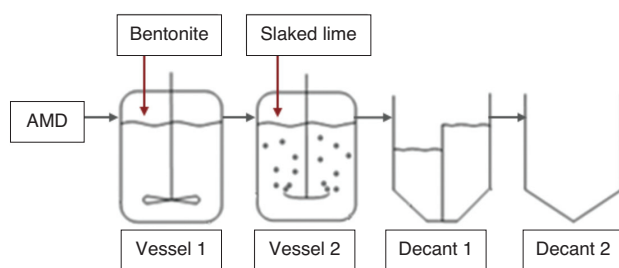 Bentonite
Slaked lime
AMD
Vessel 1
Vessel 2
Decant 1
Decant 2